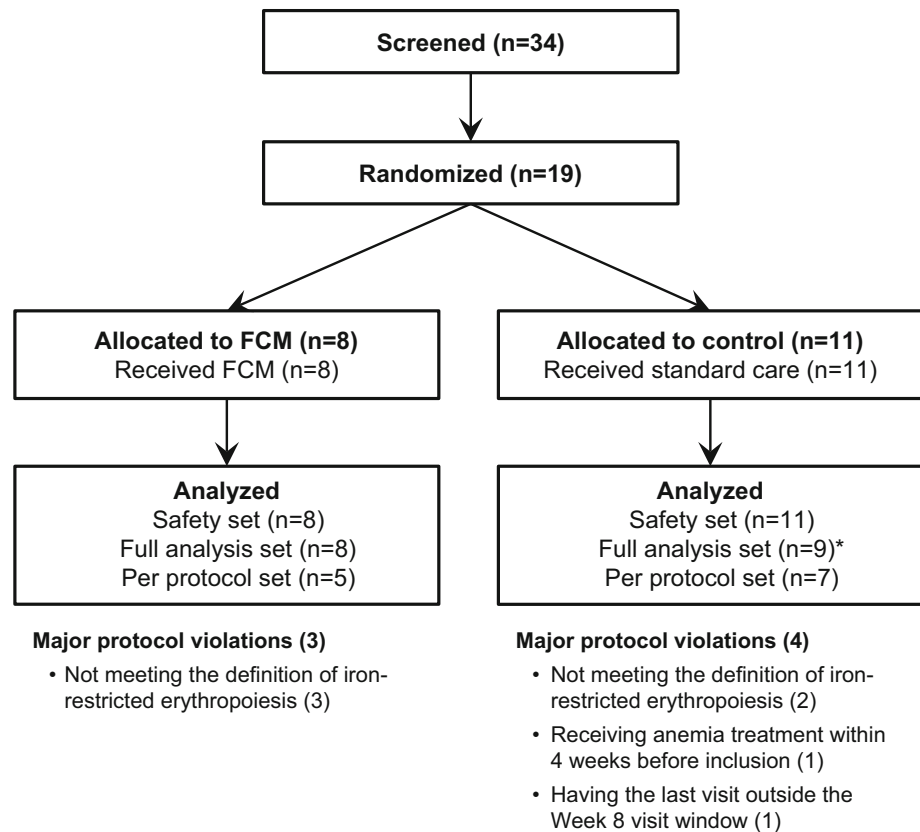 Screened (n=34)
Randomized (n=19)
Allocated to FCM (n=8)
Received FCM (n=8)
Allocated to control (n=11)
Received standard care (n=11)
Analyzed
Safety set (n=8)
Full analysis set (n=8)
Per protocol set (n=5)
Analyzed
Safety set (n=11)
Full analysis set (n=9)*
Per protocol set (n=7)
Major protocol violations (3)
• Not meeting the definition of iron-
restricted erythropoiesis (3)
Major protocol violations (4)
• Not meeting the definition of iron-
restricted erythropoiesis (2)
• Receiving anemia treatment within
4 weeks before inclusion (1)
• Having the last visit outside the
Week 8 visit window (1)